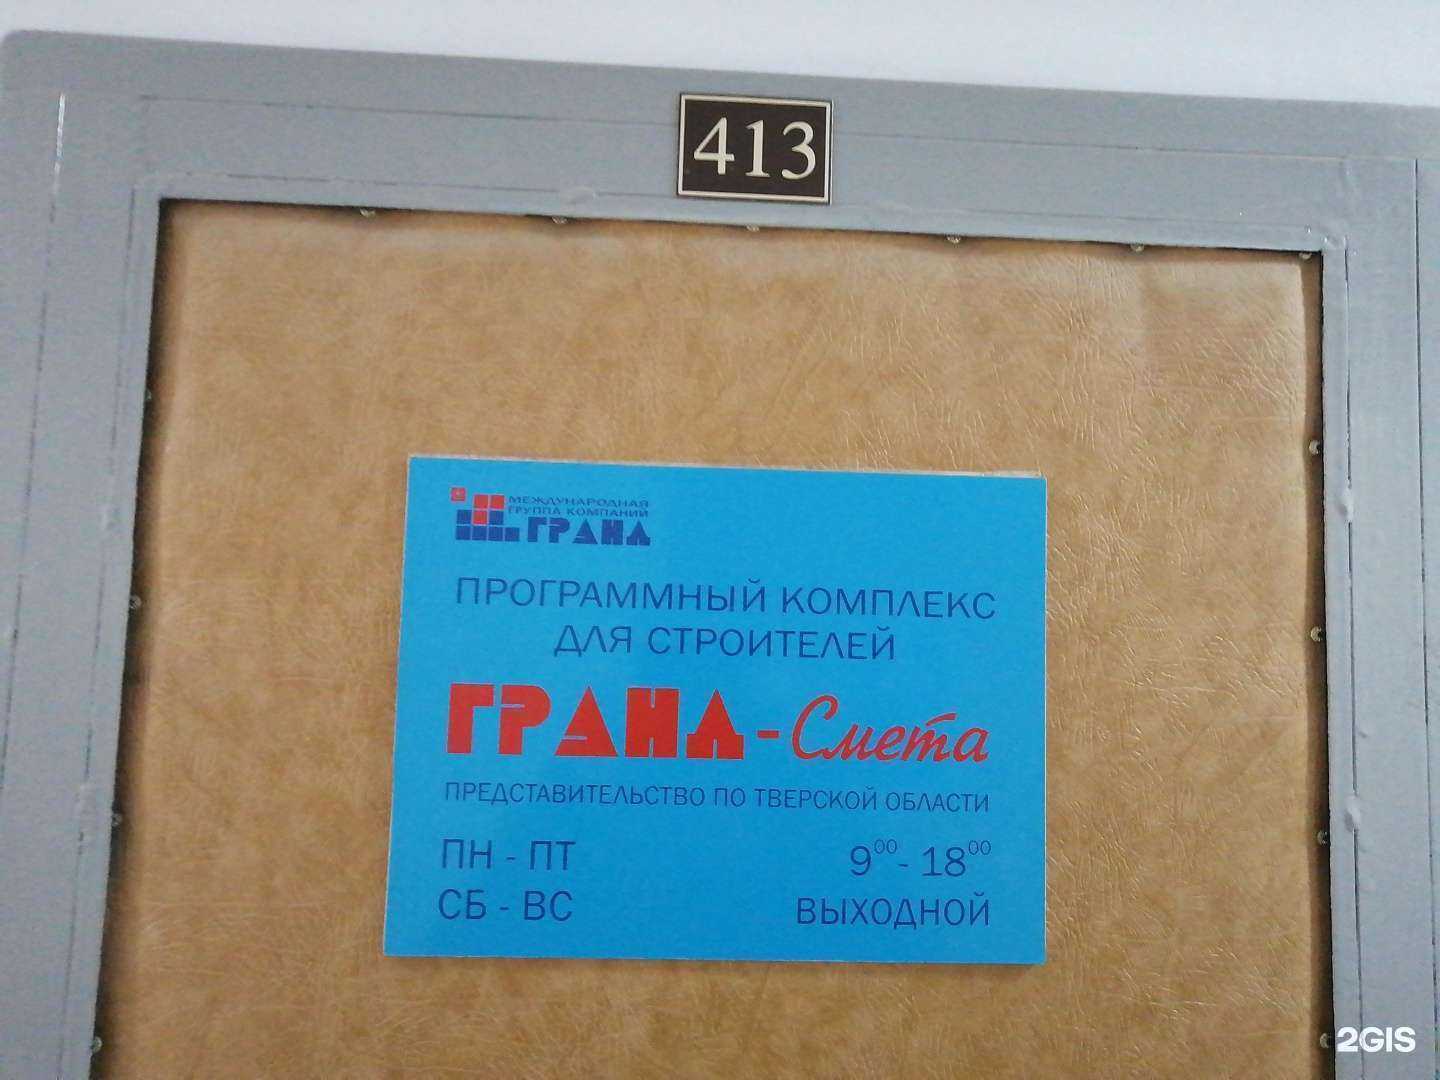 413
МЕЖДУНАРОДНАЯ
ГРУППА КОМПАНИЙ
ГРАНД
ПРОГРАММНЫЙ КОМПЛЕКС
ДЛЯ СТРОИТЕЛЕЙ
ГРАНД-Смета
ПРЕДСТАВИТЕЛЬСТВО ПО ТВЕРСКОЙ ОБЛАСТИ
ПН - ПТ 9⁰⁰- 18⁰⁰
СБ - ВС ВЫХОДНОЙ
2GIS